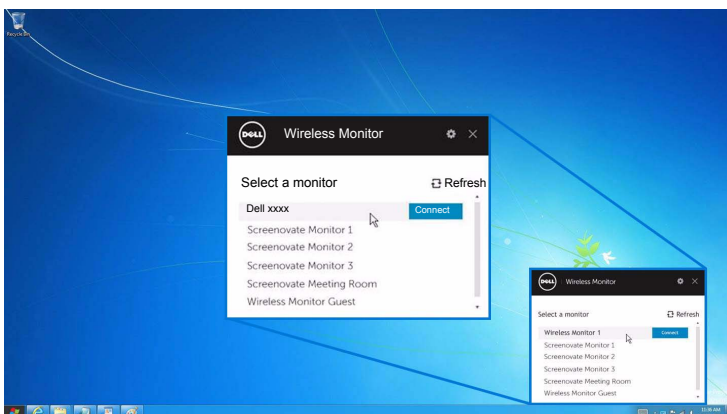 Recycle Bin
DELL
Wireless Monitor
Select a monitor
Refresh
Dell xxxx
Connect
Screenovate Monitor 1
Screenovate Monitor 2
Screenovate Monitor 3
Screenovate Meeting Room
Wireless Monitor Guest
DELL
Wireless Monitor
Select a monitor
Refresh
Wireless Monitor 1
Connect
Screenovate Monitor 1
Screenovate Monitor 2
Screenovate Monitor 3
Screenovate Meeting Room
Wireless Monitor Guest